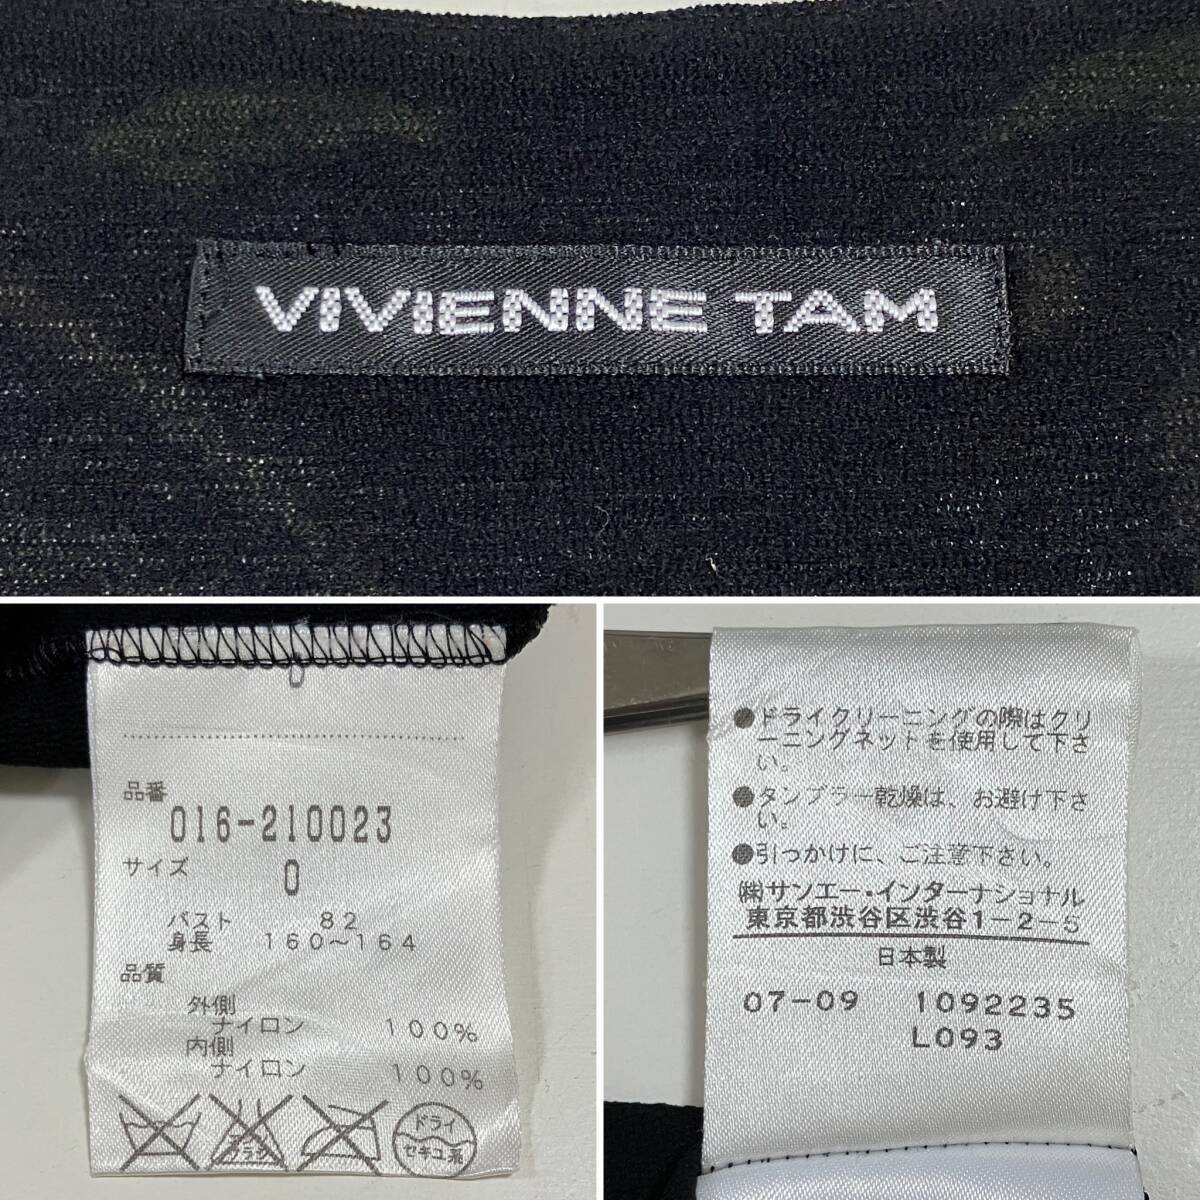 VIVIENNE TAM
0
品番
016-210023
サイズ
0
バスト 82
身長 160〜164
品質
外側
ナイロン 100%
内側
ナイロン 100%
ドライ
セキユ系
●ドライクリーニングの際はクリ
ーニングネットを使用して下さ
い。
●タンブラー乾燥は、お避け下さ
い。
●引っかけに、ご注意下さい。
㈱サンエー・インターナショナル
東京都渋谷区渋谷1-2-5
日本製
07-09 1092235
L093